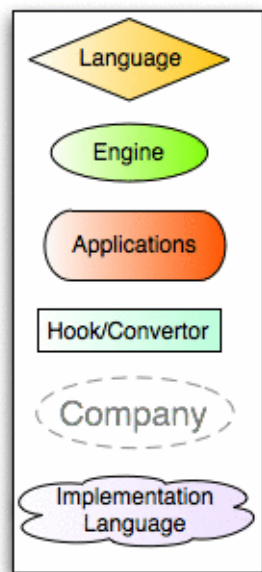 Language
Engine
Applications
Hook/Convertor
Company
Implementation
Language